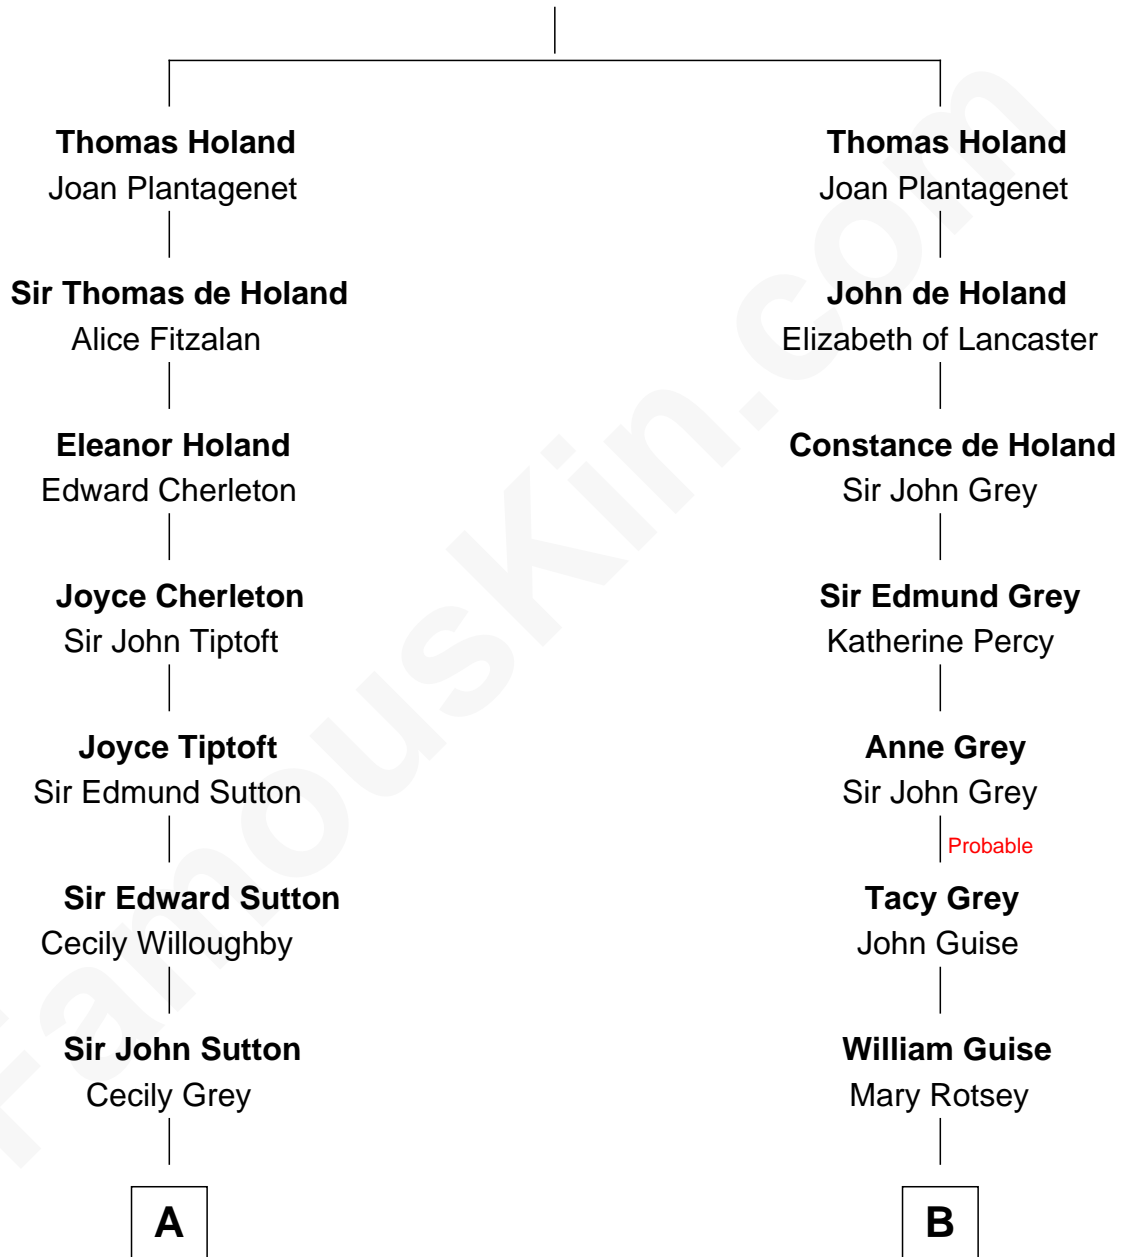 Thomas Holand
Joan Plantagenet
Sir Thomas de Holand
Alice Fitzalan
Eleanor Holand
Edward Cherleton
Joyce Cherleton
Sir John Tiptoft
Joyce Tiptoft
Sir Edmund Sutton
Sir Edward Sutton
Cecily Willoughby
Sir John Sutton
Cecily Grey
A
Thomas Holand
Joan Plantagenet
John de Holand
Elizabeth of Lancaster
Constance de Holand
Sir John Grey
Sir Edmund Grey
Katherine Percy
Anne Grey
Sir John Grey
Probable
Tacy Grey
John Guise
William Guise
Mary Rotsey
B
FamousKin.com